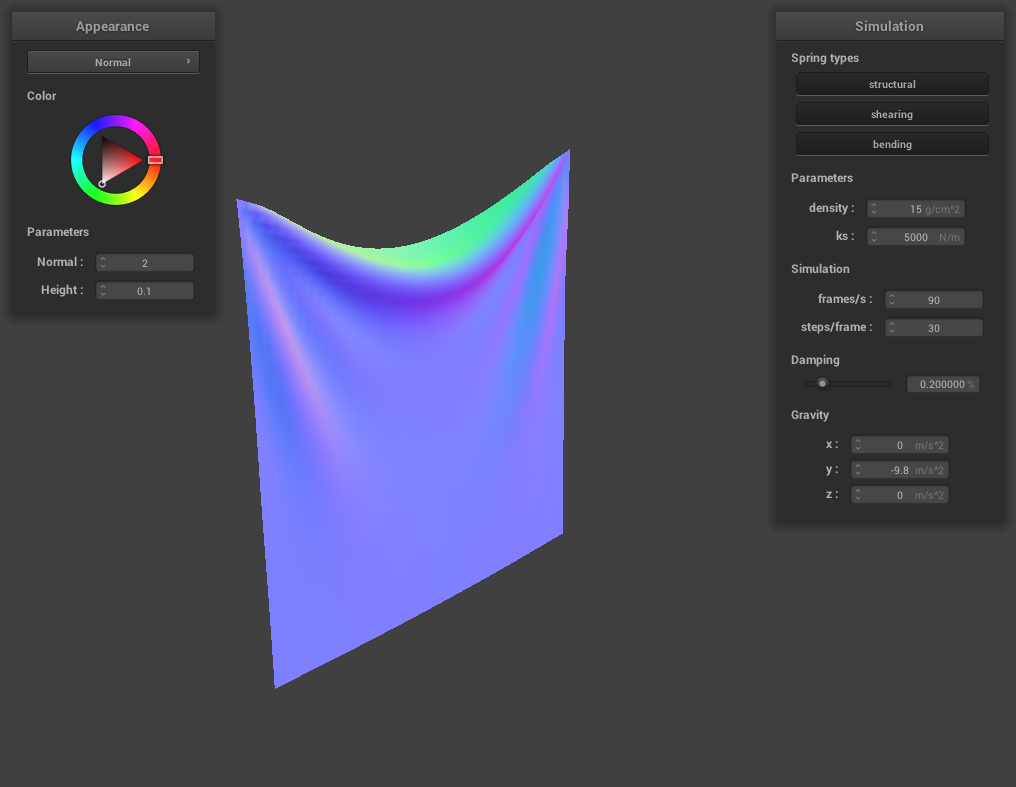 Appearance
Normal ›
Color
Parameters
Normal : 2
Height : 0.1
Simulation
Spring types
structural
shearing
bending
Parameters
density : 15 g/cm^2
ks : 5000 N/m
Simulation
frames/s : 90
steps/frame : 30
Damping
0.200000 %
Gravity
x : 0 m/s^2
y : -9.8 m/s^2
z : 0 m/s^2